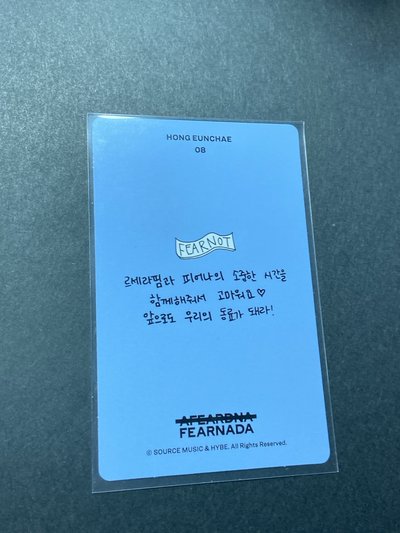 HONG EUNCHAE
08
FEARNOT
르세라핌과 피어나의 소중한 시간을
함께해줘서 고마워요♡
앞으로도 우리의 동료가 돼라!
AFEARDNA
FEARNADA
© SOURCE MUSIC & HYBE. All Rights Reserved.